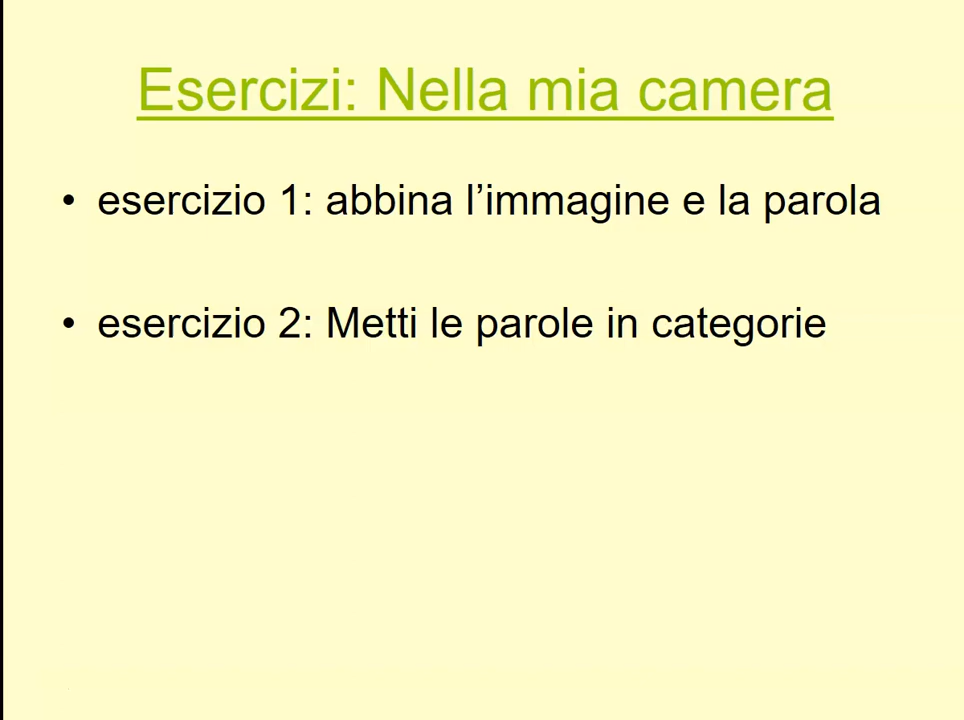 Esercizi: Nella mia camera
• esercizio 1: abbina l’immagine e la parola
• esercizio 2: Metti le parole in categorie